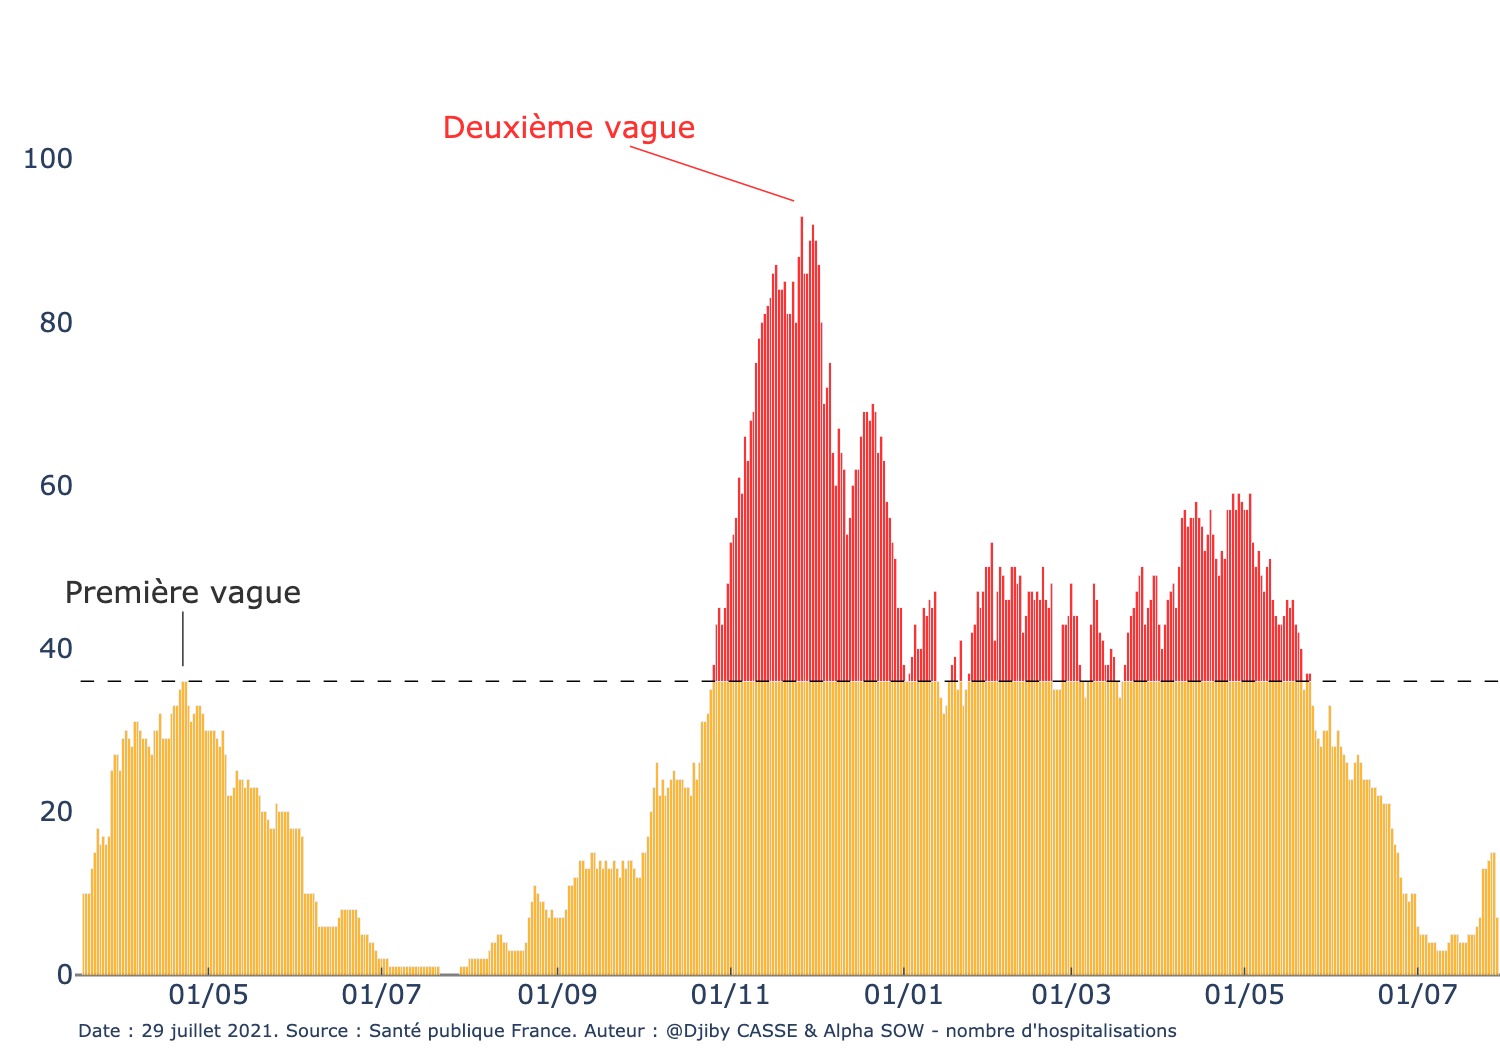 Deuxième vague
100
80
60
Première vague
40
20
0
01/05 01/07 01/09 01/11 01/01 01/03 01/05 01/07
Date : 29 juillet 2021. Source : Santé publique France. Auteur : @Djiby CASSE & Alpha SOW - nombre d'hospitalisations